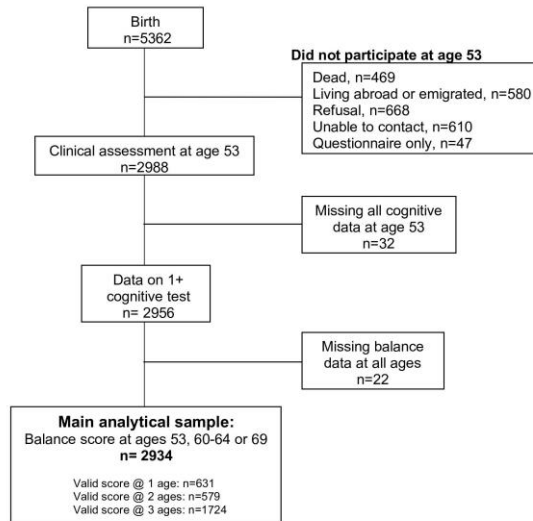 Birth
n=5362
Did not participate at age 53
Dead, n=469
Living abroad or emigrated, n=580
Refusal, n=668
Unable to contact, n=610
Questionnaire only, n=47
Clinical assessment at age 53
n=2988
Missing all cognitive
data at age 53
n=32
Data on 1+
cognitive test
n= 2956
Missing balance
data at all ages
n=22
Main analytical sample:
Balance score at ages 53, 60-64 or 69
n= 2934
Valid score @ 1 age: n=631
Valid score @ 2 ages: n=579
Valid score @ 3 ages: n=1724